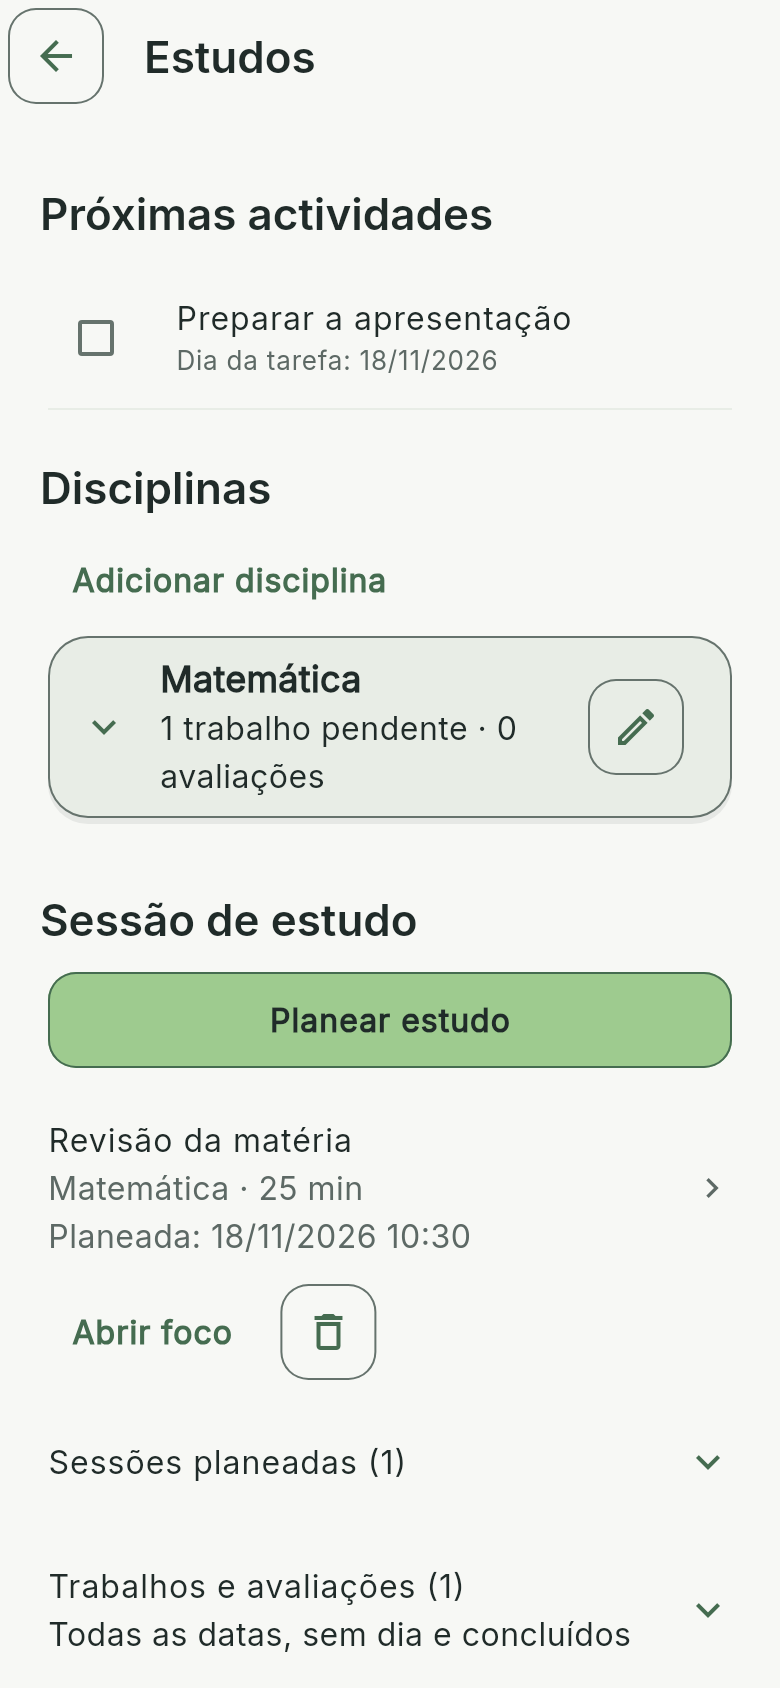 Estudos
Próximas actividades
Preparar a apresentação
Dia da tarefa: 18/11/2026
Disciplinas
Adicionar disciplina
Matemática
1 trabalho pendente · 0
avaliações
Sessão de estudo
Planear estudo
Revisão da matéria
Matemática · 25 min
Planeada: 18/11/2026 10:30
Abrir foco
Sessões planeadas (1)
Trabalhos e avaliações (1)
Todas as datas, sem dia e concluídos